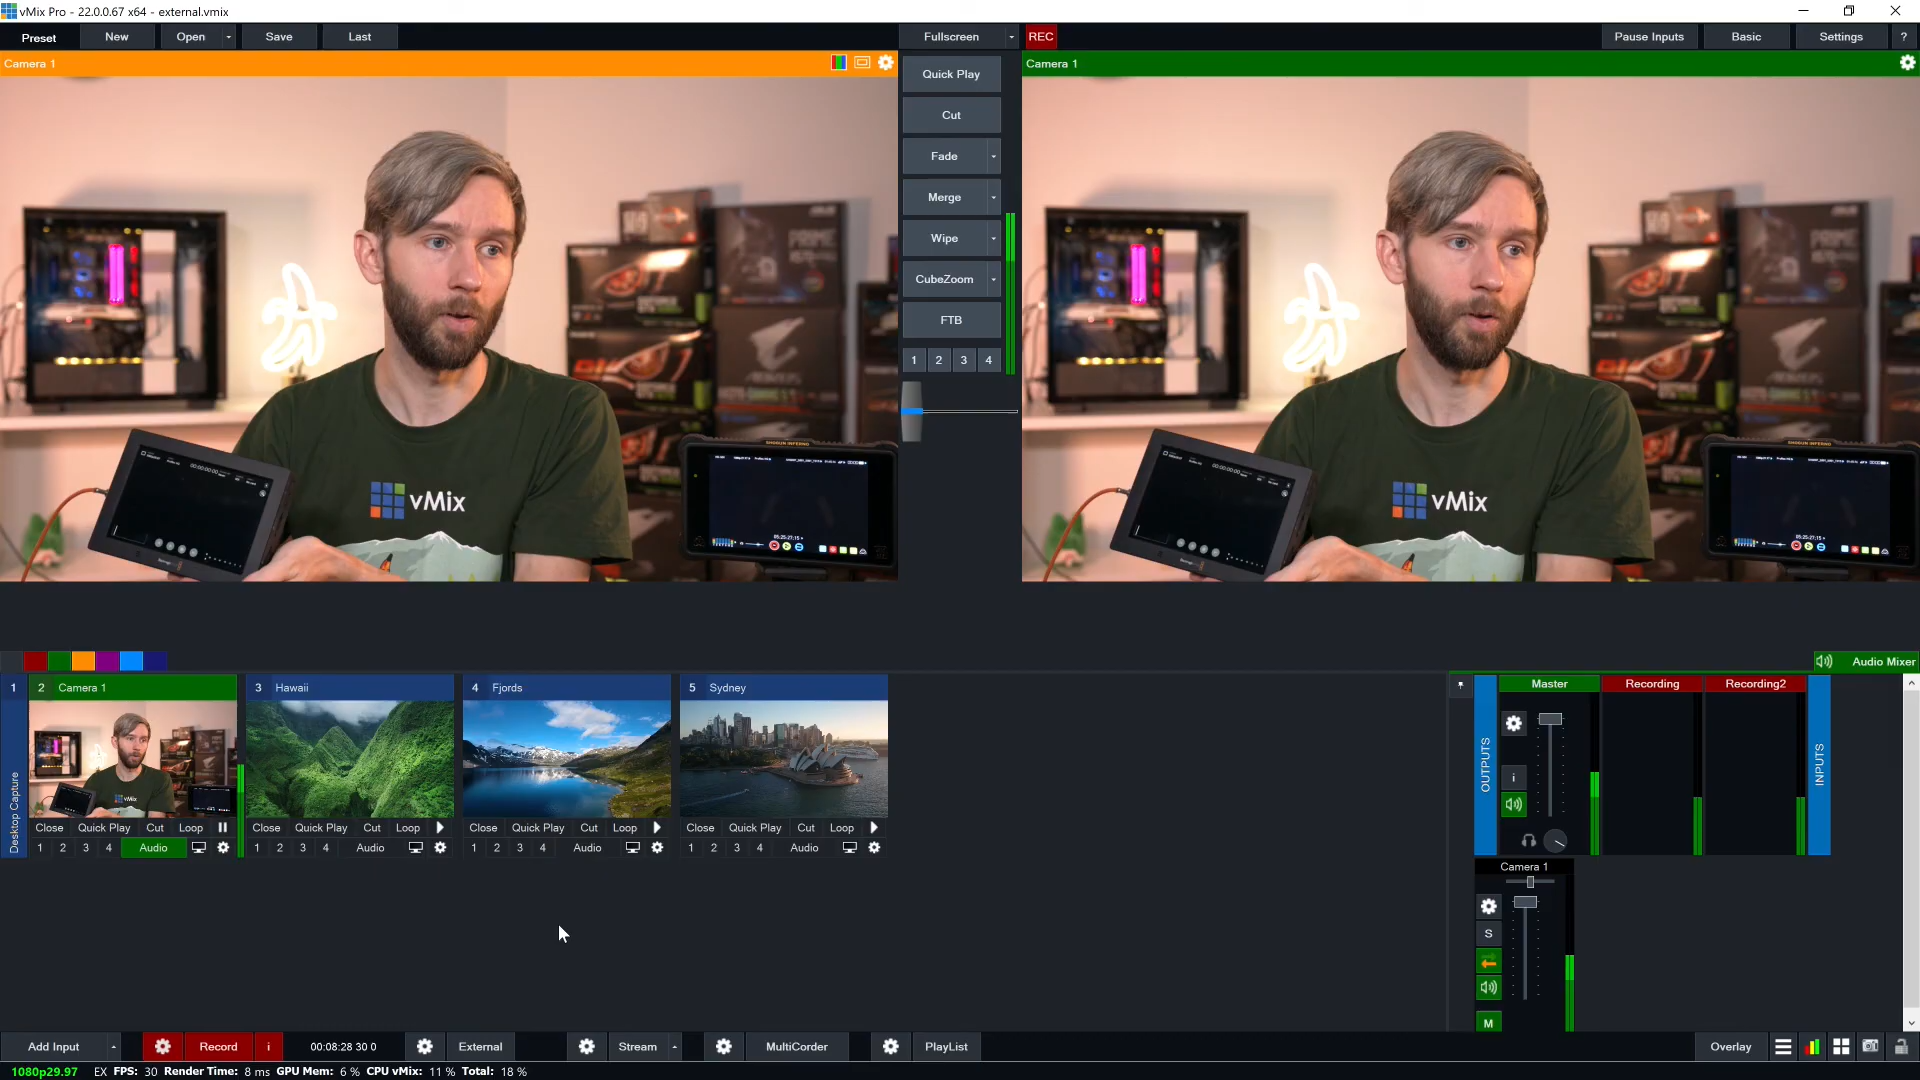 vMix Pro - 22.0.0.67 x64 - external.vmix
Preset New Open Save Last Fullscreen REC Pause Inputs Basic Settings ?
Camera 1
Camera 1
Quick Play
Cut
Fade
Merge
Wipe
CubeZoom
FTB
1 2 3 4
vMix
SHOGUN INFERNO
vMix
SHOGUN INFERNO
Audio Mixer
1
Desktop Capture
2 Camera 1
Close Quick Play Cut Loop
1 2 3 4 Audio
3 Hawaii
Close Quick Play Cut Loop
1 2 3 4 Audio
4 Fjords
Close Quick Play Cut Loop
1 2 3 4 Audio
5 Sydney
Close Quick Play Cut Loop
1 2 3 4 Audio
OUTPUTS
Master Recording Recording2
i
INPUTS
Camera 1
S
M
Add Input Record i 00:08:28 30 0 External Stream MultiCorder PlayList Overlay
1080p29.97 EX FPS: 30 Render Time: 8 ms GPU Mem: 6 % CPU vMix: 11 % Total: 18 %